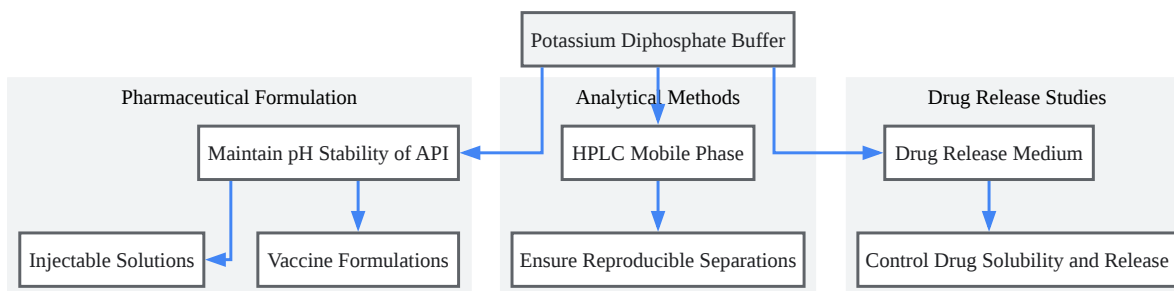 Potassium Diphosphate Buffer
Pharmaceutical Formulation
Analytical Methods
Drug Release Studies
Maintain pH Stability of API
HPLC Mobile Phase
Drug Release Medium
Injectable Solutions
Vaccine Formulations
Ensure Reproducible Separations
Control Drug Solubility and Release